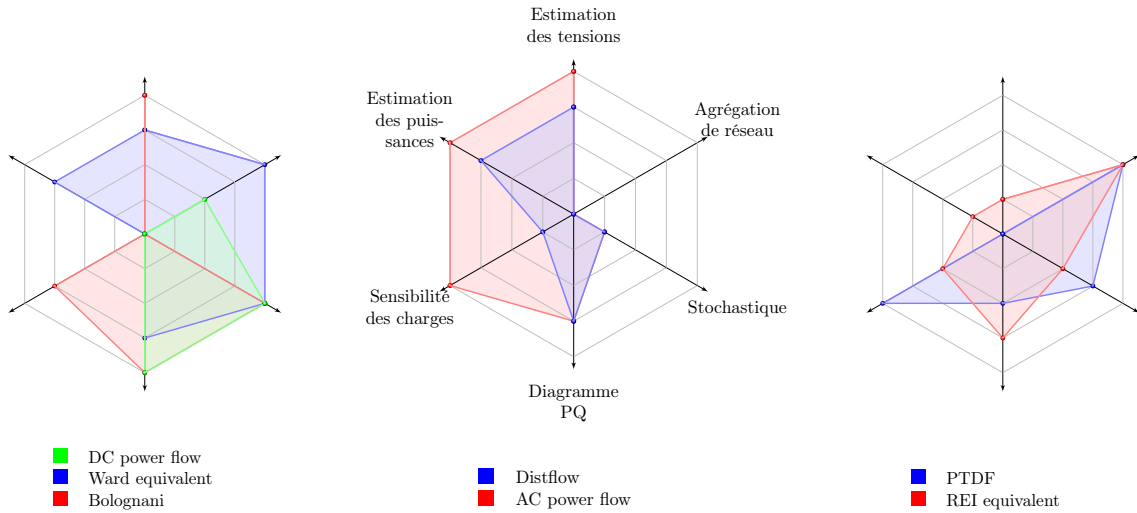 Estimation
des tensions
Estimation
des puis-
sances
Agrégation
de réseau
Sensibilité
des charges
Stochastique
Diagramme
PQ
DC power flow
Ward equivalent
Bolognani
Distflow
AC power flow
PTDF
REI equivalent